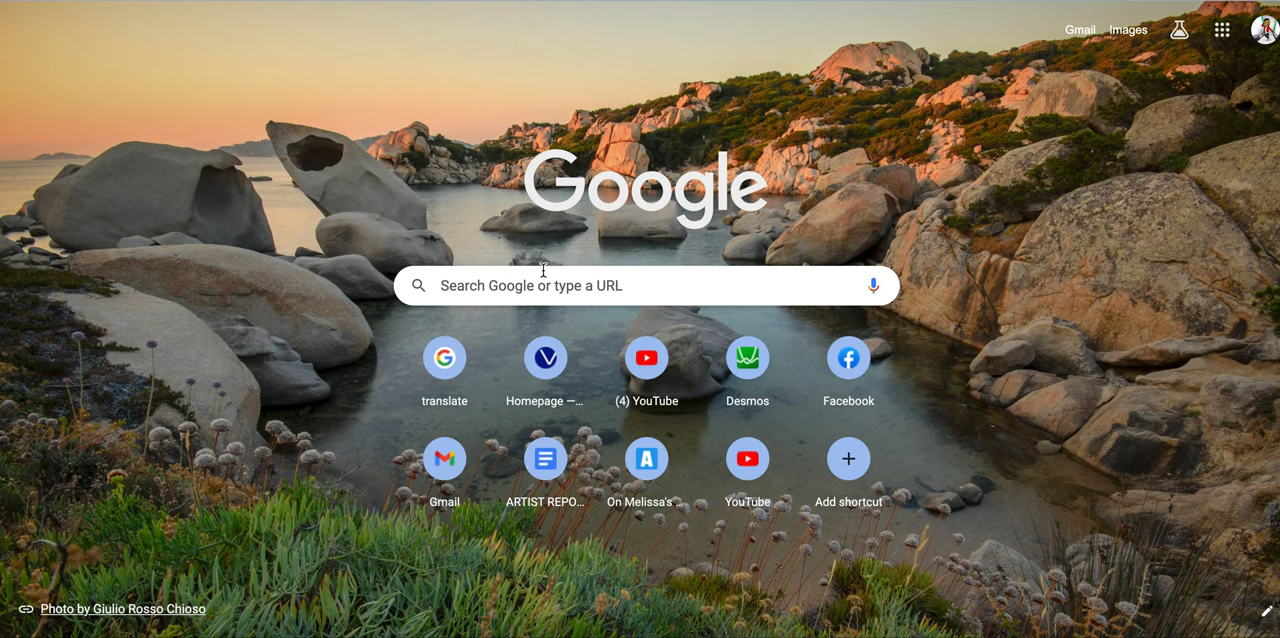 Gmail Images
Google
Search Google or type a URL
translate
Homepage —...
(4) YouTube
Desmos
Facebook
Gmail
ARTIST REPO...
On Melissa's ...
YouTube
Add shortcut
Photo by Giulio Rosso Chioso